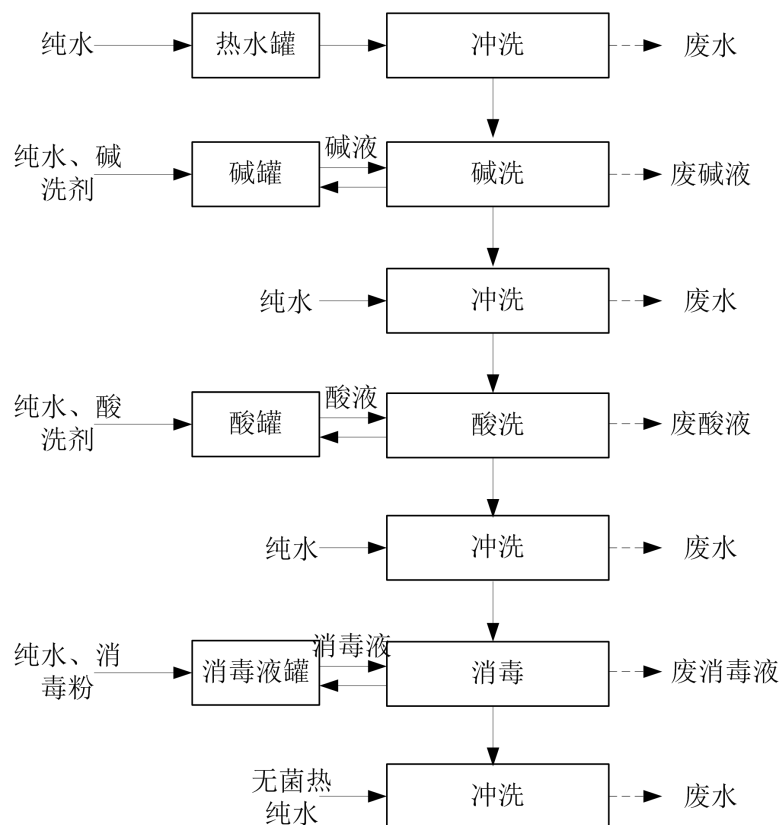 纯水
热水罐
冲洗
废水
纯水、碱
洗剂
碱罐
碱液
碱洗
废碱液
纯水
冲洗
废水
纯水、酸
洗剂
酸罐
酸液
酸洗
废酸液
纯水
冲洗
废水
纯水、消
毒粉
消毒液罐
消毒液
消毒
废消毒液
无菌热
纯水
冲洗
废水